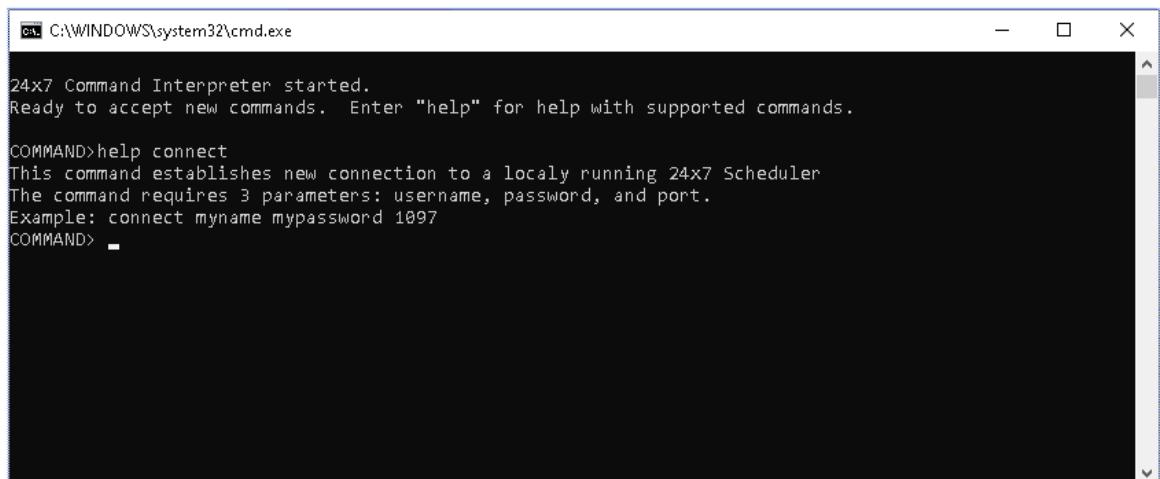 C:\WINDOWS\system32\cmd.exe
24x7 Command Interpreter started.
Ready to accept new commands.  Enter "help" for help with supported commands.
COMMAND>help connect
This command establishes new connection to a localy running 24x7 Scheduler
The command requires 3 parameters: username, password, and port.
Example: connect myname mypassword 1097
COMMAND> _